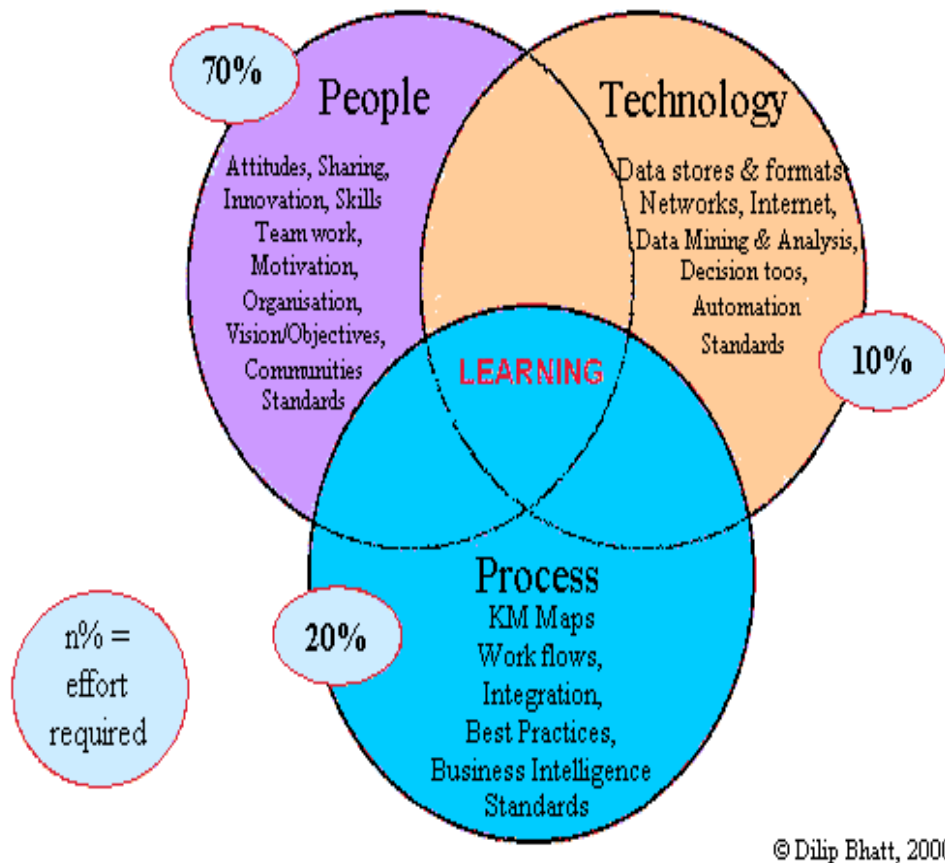 70%
People
Attitudes, Sharing,
Innovation, Skills
Team work,
Motivation,
Organisation,
Vision/Objectives,
Communities
Standards
Technology
Data stores & formats
Networks, Internet,
Data Mining & Analysis,
Decision toos,
Automation
Standards
10%
LEARNING
Process
KM Maps
Work flows,
Integration,
Best Practices,
Business Intelligence
Standards
20%
n% =
effort
required
© Dilip Bhatt,